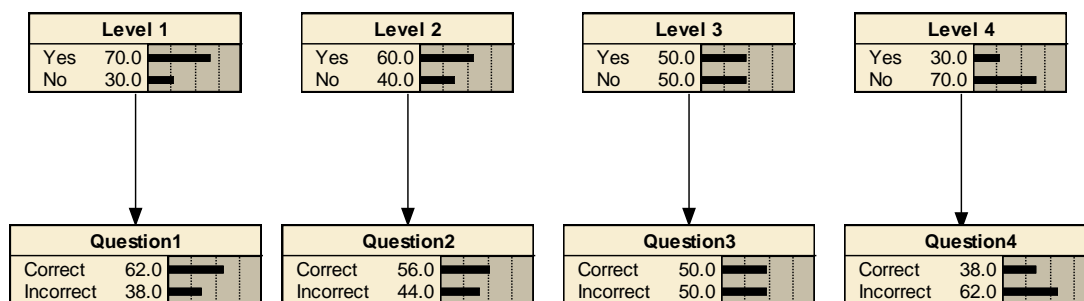 Level 1
Yes 70.0
No 30.0
Level 2
Yes 60.0
No 40.0
Level 3
Yes 50.0
No 50.0
Level 4
Yes 30.0
No 70.0
Question1
Correct 62.0
Incorrect 38.0
Question2
Correct 56.0
Incorrect 44.0
Question3
Correct 50.0
Incorrect 50.0
Question4
Correct 38.0
Incorrect 62.0